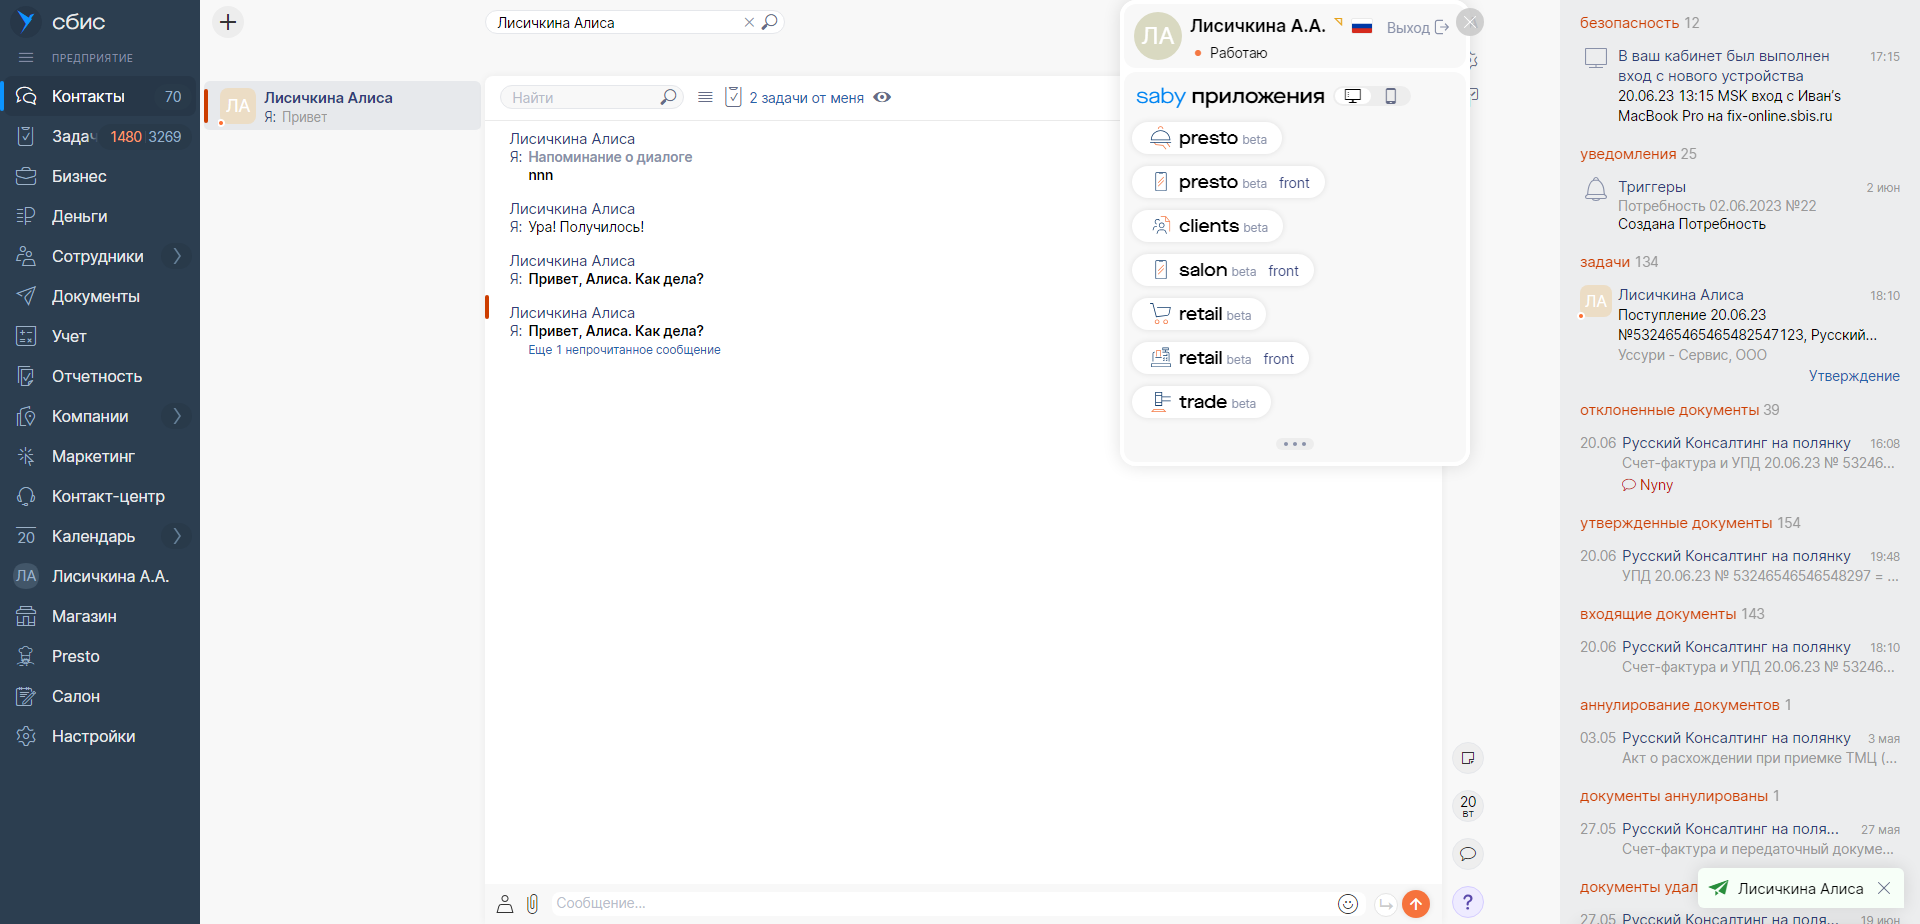 сбис
ПРЕДПРИЯТИЕ
Контакты 70
Задач 1480 3269
Бизнес
Деньги
Сотрудники
Документы
Учет
Отчетность
Компании
Маркетинг
Контакт-центр
20 Календарь
ЛА Лисичкина А.А.
Магазин
Presto
Салон
Настройки
Лисичкина Алиса
ЛА
Лисичкина Алиса
Я: Привет
Найти
2 задачи от меня
Лисичкина Алиса
Я: Напоминание о диалоге
nnn
Лисичкина Алиса
Я: Ура! Получилось!
Лисичкина Алиса
Я: Привет, Алиса. Как дела?
Лисичкина Алиса
Я: Привет, Алиса. Как дела?
Еще 1 непрочитанное сообщение
Сообщение...
ЛА
Лисичкина А.А.
Выход
Работаю
saby приложения
presto beta
presto beta front
clients beta
salon beta front
retail beta
retail beta front
trade beta
20
ВТ
?
безопасность 12
В ваш кабинет был выполнен 17:15
вход с нового устройства
20.06.23 13:15 MSK вход с Иван's
MacBook Pro на fix-online.sbis.ru
уведомления 25
Триггеры 2 июн
Потребность 02.06.2023 №22
Создана Потребность
задачи 134
ЛА
Лисичкина Алиса 18:10
Поступление 20.06.23
№532465465465482547123, Русский...
Уссури - Сервис, ООО
Утверждение
отклоненные документы 39
20.06 Русский Консалтинг на полянку 16:08
Счет-фактура и УПД 20.06.23 № 53246...
Nyny
утвержденные документы 154
20.06 Русский Консалтинг на полянку 19:48
УПД 20.06.23 № 53246546546548297 = ...
входящие документы 143
20.06 Русский Консалтинг на полянку 18:10
Счет-фактура и УПД 20.06.23 № 53246...
аннулирование документов 1
03.05 Русский Консалтинг на полянку 3 мая
Акт о расхождении при приемке ТМЦ (...
документы аннулированы 1
27.05 Русский Консалтинг на поля... 27 мая
Счет-фактура и передаточный докуме...
документы удал
Лисичкина Алиса
27.05 Русский Консалтинг на поля... 19 июн